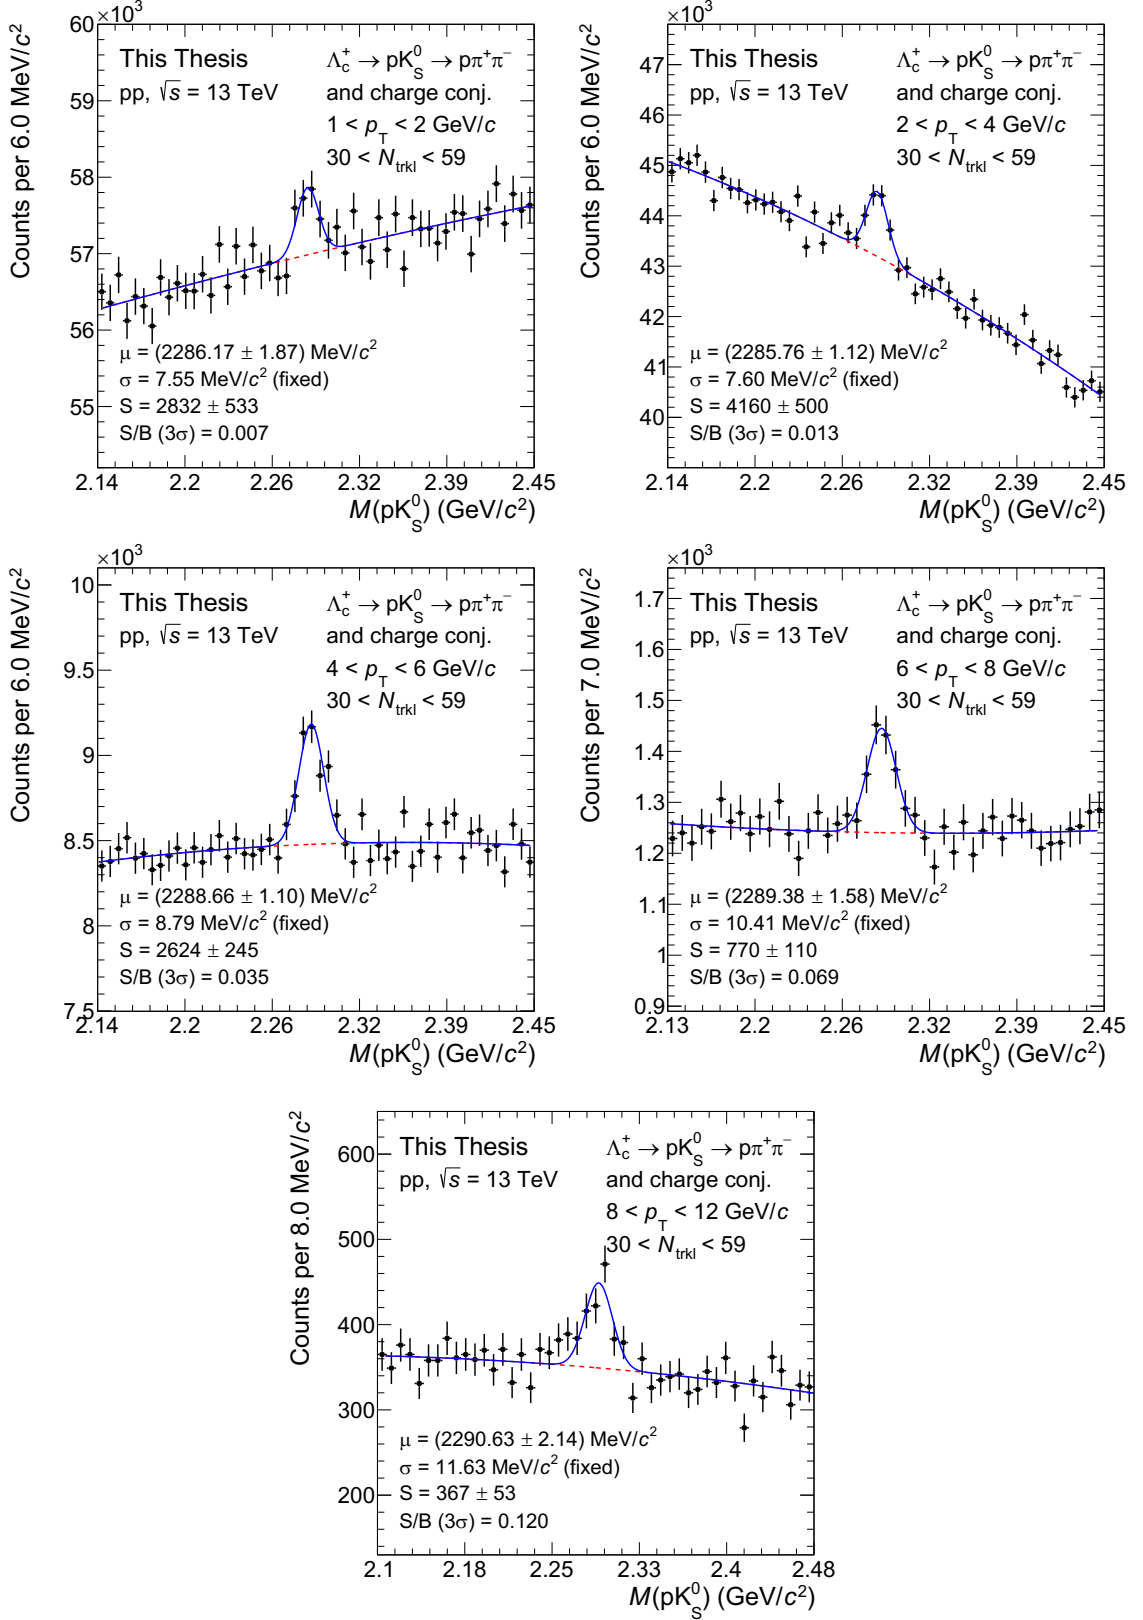 ×10³
This Thesis
pp, √s = 13 TeV
Λc⁺ → pK⁰S → pπ⁺π⁻
and charge conj.
1 < pT < 2 GeV/c
30 < Ntrkl < 59
Counts per 6.0 MeV/c²
60
59
58
57
56
55
μ = (2286.17 ± 1.87) MeV/c²
σ = 7.55 MeV/c² (fixed)
S = 2832 ± 533
S/B (3σ) = 0.007
2.14 2.2 2.26 2.32 2.39 2.45
M(pK⁰S) (GeV/c²)
×10³
This Thesis
pp, √s = 13 TeV
Λc⁺ → pK⁰S → pπ⁺π⁻
and charge conj.
2 < pT < 4 GeV/c
30 < Ntrkl < 59
Counts per 6.0 MeV/c²
47
46
45
44
43
42
41
40
μ = (2285.76 ± 1.12) MeV/c²
σ = 7.60 MeV/c² (fixed)
S = 4160 ± 500
S/B (3σ) = 0.013
2.14 2.2 2.26 2.32 2.39 2.45
M(pK⁰S) (GeV/c²)
×10³
This Thesis
pp, √s = 13 TeV
Λc⁺ → pK⁰S → pπ⁺π⁻
and charge conj.
4 < pT < 6 GeV/c
30 < Ntrkl < 59
Counts per 6.0 MeV/c²
10
9.5
9
8.5
8
7.5
μ = (2288.66 ± 1.10) MeV/c²
σ = 8.79 MeV/c² (fixed)
S = 2624 ± 245
S/B (3σ) = 0.035
2.14 2.2 2.26 2.32 2.39 2.45
M(pK⁰S) (GeV/c²)
×10³
This Thesis
pp, √s = 13 TeV
Λc⁺ → pK⁰S → pπ⁺π⁻
and charge conj.
6 < pT < 8 GeV/c
30 < Ntrkl < 59
Counts per 7.0 MeV/c²
1.7
1.6
1.5
1.4
1.3
1.2
1.1
1
0.9
μ = (2289.38 ± 1.58) MeV/c²
σ = 10.41 MeV/c² (fixed)
S = 770 ± 110
S/B (3σ) = 0.069
2.13 2.2 2.26 2.32 2.39 2.45
M(pK⁰S) (GeV/c²)
This Thesis
pp, √s = 13 TeV
Λc⁺ → pK⁰S → pπ⁺π⁻
and charge conj.
8 < pT < 12 GeV/c
30 < Ntrkl < 59
Counts per 8.0 MeV/c²
600
500
400
300
200
μ = (2290.63 ± 2.14) MeV/c²
σ = 11.63 MeV/c² (fixed)
S = 367 ± 53
S/B (3σ) = 0.120
2.1 2.18 2.25 2.33 2.4 2.48
M(pK⁰S) (GeV/c²)